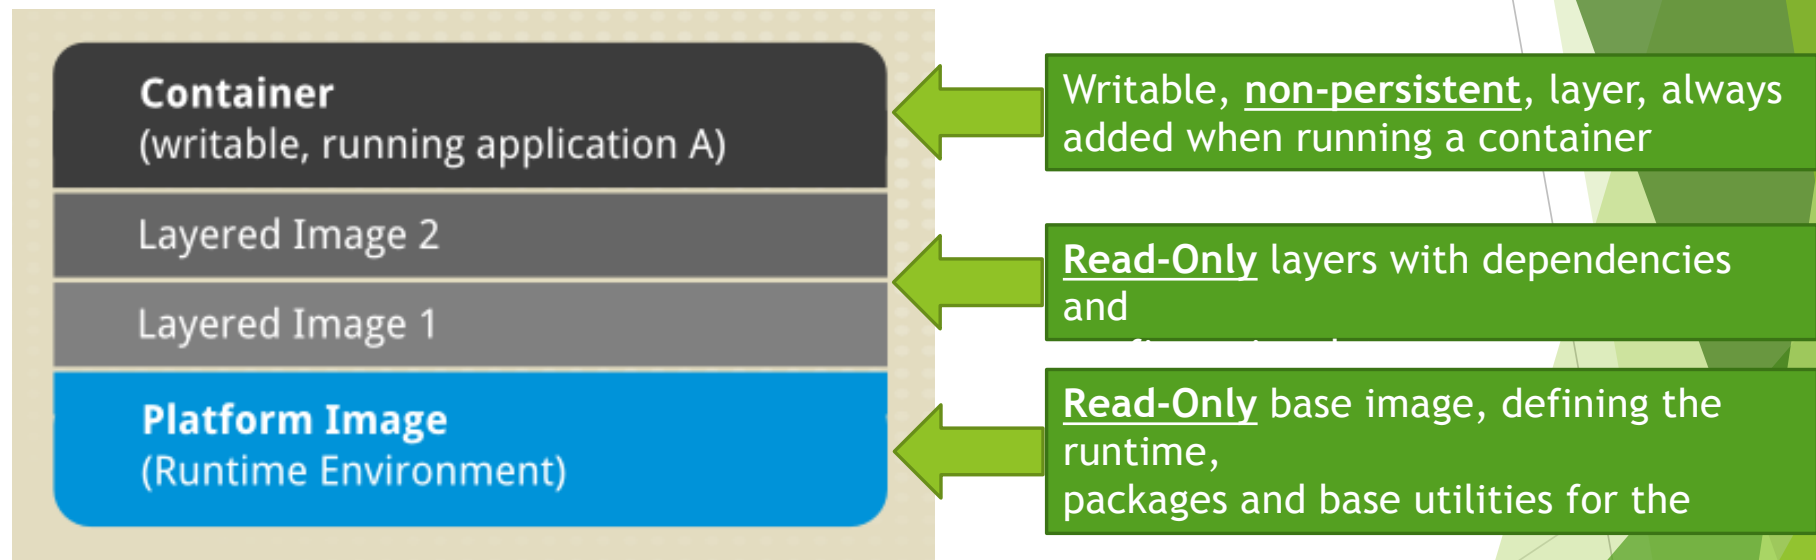 Container
(writable, running application A)
Layered Image 2
Layered Image 1
Platform Image
(Runtime Environment)
Writable, non-persistent, layer, always
added when running a container
Read-Only layers with dependencies
and
Read-Only base image, defining the
runtime,
packages and base utilities for the